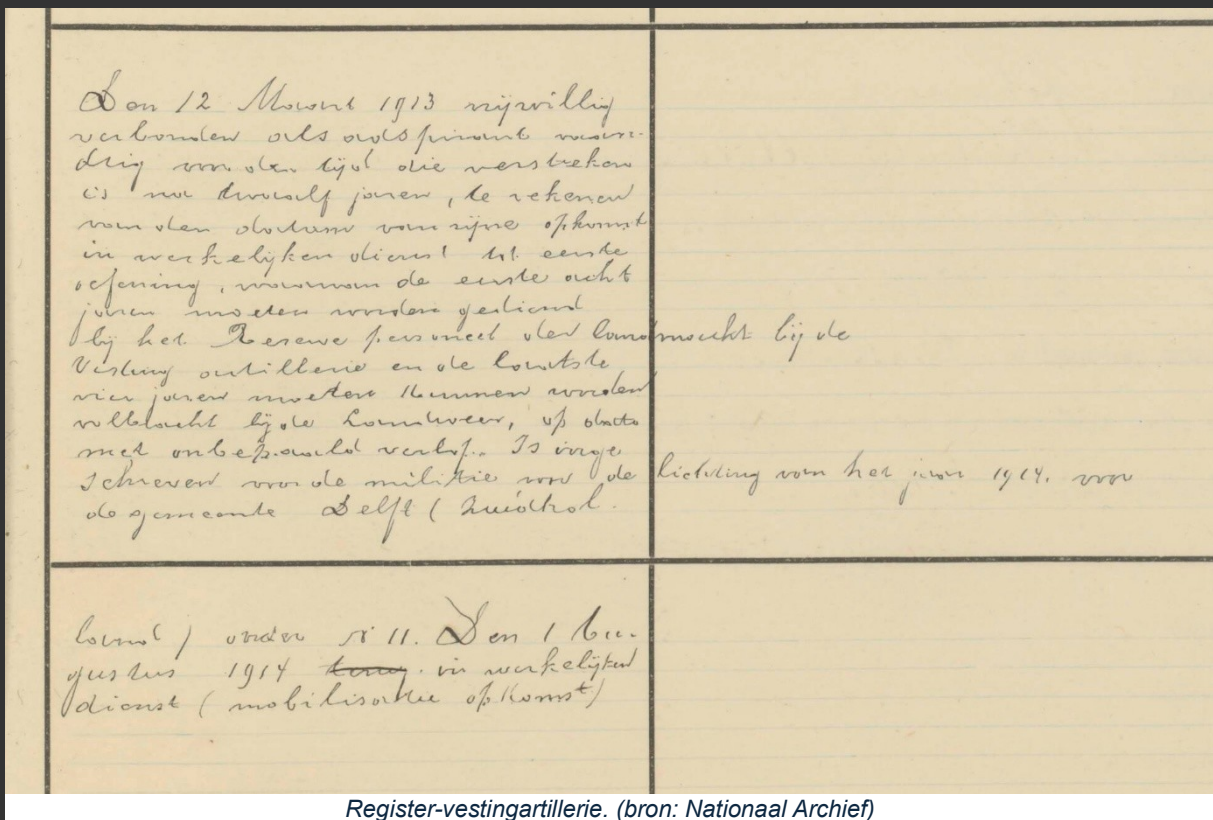 Den 12 Maart 1913 vrijwillig
verbonden als adspirant vaan-
drig voor den tijd die verstreken
is na twaalf jaren, te rekenen
van den datum van zijne opkomst
in werkelijken dienst tot eerste
oefening, waarvan de eerste acht
jaren moeten worden gediend
bij het Reserve personeel der landmacht bij de
Vesting artillerie en de laatste
vier jaren moeten kunnen worden
volbracht bij de Landweer, op dato
met onbepaald verlof. Is inge
schreven voor de militie voor de lichting van het jaar 1914. voor
de gemeente Delft (Zuidhol.
land) onder N 11. Den 1 Au-
gustus 1914 terug in werkelijken
dienst (mobilisatie opkomst)
Register-vestingartillerie. (bron: Nationaal Archief)